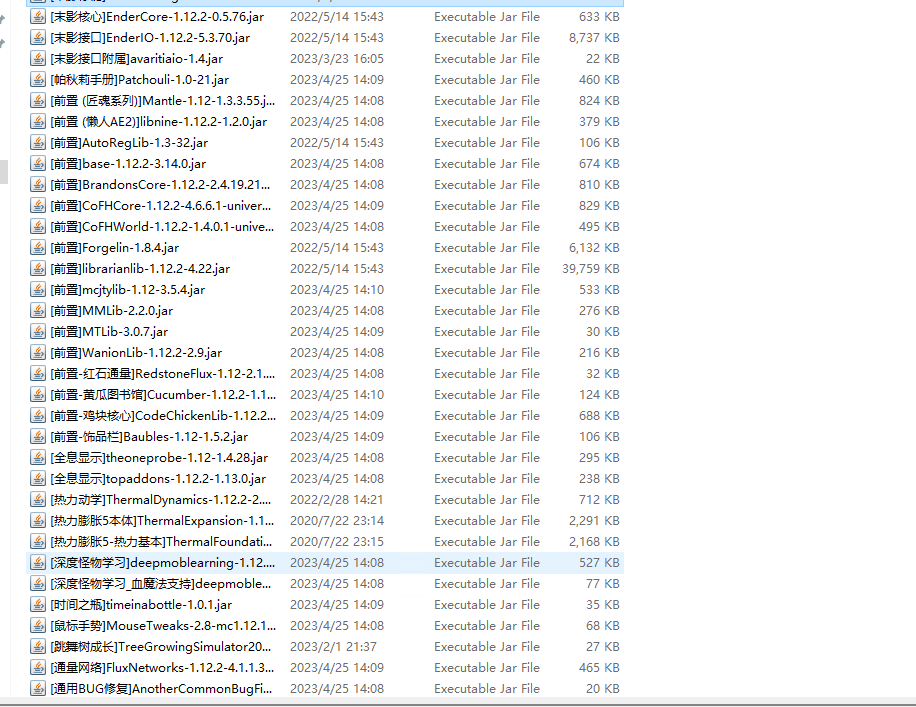 [末影核心]EnderCore-1.12.2-0.5.76.jar 2022/5/14 15:43 Executable Jar File 633 KB
[末影接口]EnderIO-1.12.2-5.3.70.jar 2022/5/14 15:43 Executable Jar File 8,737 KB
[末影接口附属]avaritiaio-1.4.jar 2023/3/23 16:05 Executable Jar File 22 KB
[帕秋莉手册]Patchouli-1.0-21.jar 2023/4/25 14:09 Executable Jar File 460 KB
[前置 (匠魂系列)]Mantle-1.12-1.3.3.55.j... 2023/4/25 14:08 Executable Jar File 824 KB
[前置 (懒人AE2)]libnine-1.12.2-1.2.0.jar 2023/4/25 14:08 Executable Jar File 379 KB
[前置]AutoRegLib-1.3-32.jar 2022/5/14 15:43 Executable Jar File 106 KB
[前置]base-1.12.2-3.14.0.jar 2023/4/25 14:08 Executable Jar File 674 KB
[前置]BrandonsCore-1.12.2-2.4.19.21... 2023/4/25 14:08 Executable Jar File 810 KB
[前置]CoFHCore-1.12.2-4.6.6.1-univer... 2023/4/25 14:09 Executable Jar File 829 KB
[前置]CoFHWorld-1.12.2-1.4.0.1-unive... 2023/4/25 14:08 Executable Jar File 495 KB
[前置]Forgelin-1.8.4.jar 2022/5/14 15:43 Executable Jar File 6,132 KB
[前置]librarianlib-1.12.2-4.22.jar 2022/5/14 15:43 Executable Jar File 39,759 KB
[前置]mcjtylib-1.12-3.5.4.jar 2023/4/25 14:10 Executable Jar File 533 KB
[前置]MMLib-2.2.0.jar 2023/4/25 14:08 Executable Jar File 276 KB
[前置]MTLib-3.0.7.jar 2023/4/25 14:09 Executable Jar File 30 KB
[前置]WanionLib-1.12.2-2.9.jar 2023/4/25 14:08 Executable Jar File 216 KB
[前置-红石通量]RedstoneFlux-1.12-2.1.... 2023/4/25 14:08 Executable Jar File 32 KB
[前置-黄瓜图书馆]Cucumber-1.12.2-1.1... 2023/4/25 14:10 Executable Jar File 124 KB
[前置-鸡块核心]CodeChickenLib-1.12.2... 2023/4/25 14:09 Executable Jar File 688 KB
[前置-饰品栏]Baubles-1.12-1.5.2.jar 2023/4/25 14:09 Executable Jar File 106 KB
[全息显示]theoneprobe-1.12-1.4.28.jar 2023/4/25 14:08 Executable Jar File 295 KB
[全息显示]topaddons-1.12.2-1.13.0.jar 2023/4/25 14:08 Executable Jar File 238 KB
[热力动学]ThermalDynamics-1.12.2-2.... 2022/2/28 14:21 Executable Jar File 712 KB
[热力膨胀5本体]ThermalExpansion-1.1... 2020/7/22 23:14 Executable Jar File 2,291 KB
[热力膨胀5-热力基本]ThermalFoundati... 2020/7/22 23:15 Executable Jar File 2,168 KB
[深度怪物学习]deepmoblearning-1.12.... 2023/4/25 14:08 Executable Jar File 527 KB
[深度怪物学习_血魔法支持]deepmoble... 2023/4/25 14:08 Executable Jar File 77 KB
[时间之瓶]timeinabottle-1.0.1.jar 2023/4/25 14:09 Executable Jar File 35 KB
[鼠标手势]MouseTweaks-2.8-mc1.12.1... 2023/4/25 14:08 Executable Jar File 68 KB
[跳舞树成长]TreeGrowingSimulator20... 2023/2/1 21:37 Executable Jar File 27 KB
[通量网络]FluxNetworks-1.12.2-4.1.1.3... 2023/4/25 14:09 Executable Jar File 465 KB
[通用BUG修复]AnotherCommonBugFi... 2023/4/25 14:08 Executable Jar File 20 KB